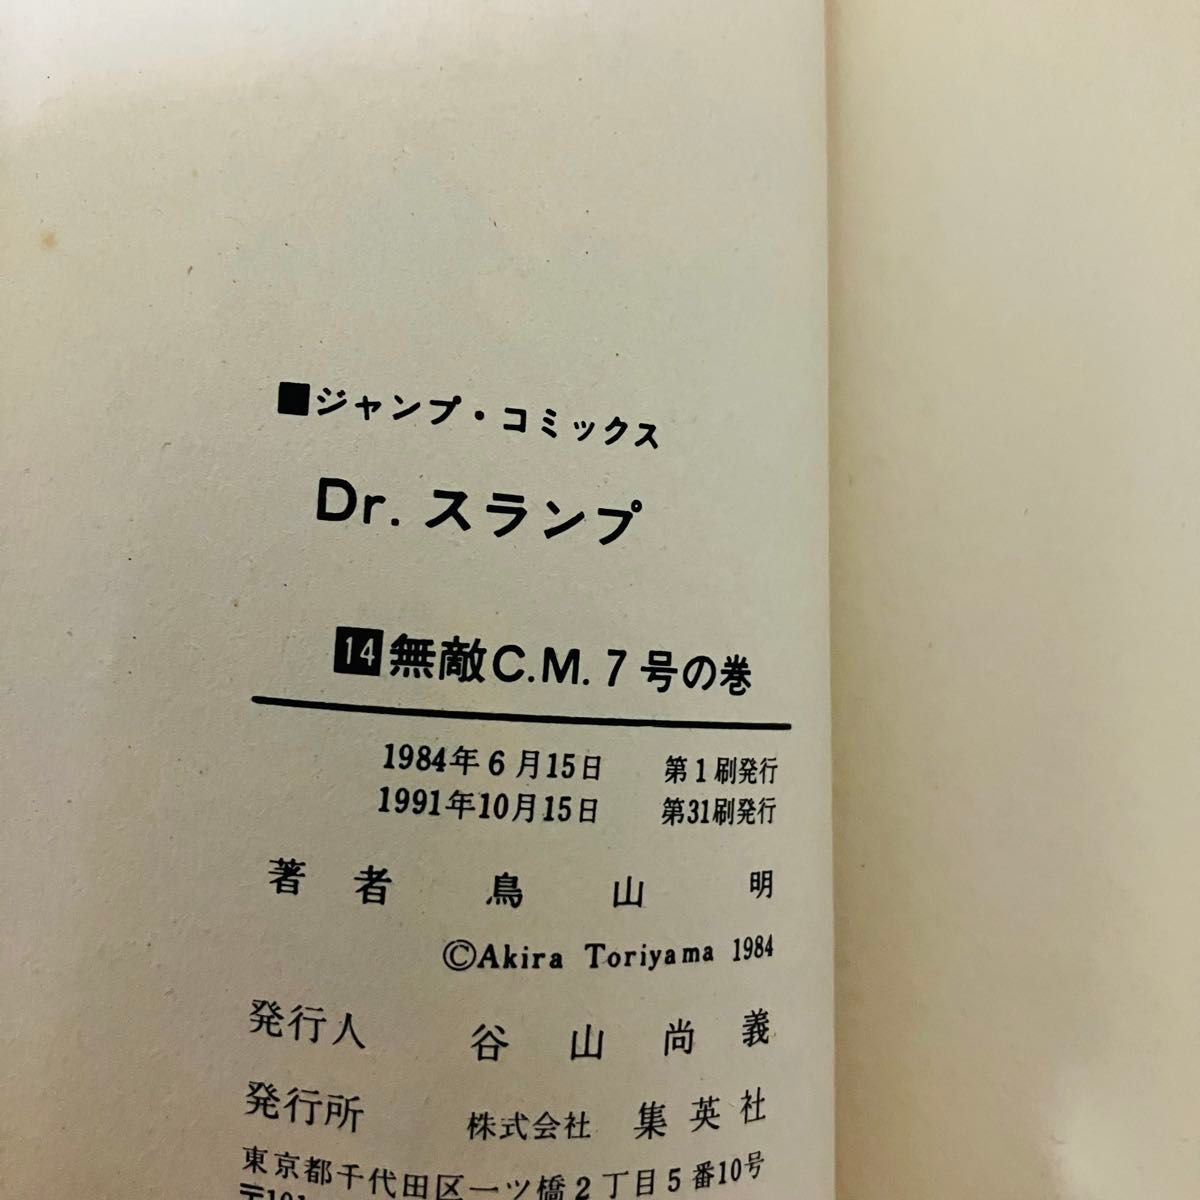 ■ジャンプ・コミックス
Dr.スランプ
14 無敵C.M.7号の巻
1984年6月15日 第1刷発行
1991年10月15日 第31刷発行
著者 鳥山明
©Akira Toriyama 1984
発行人 谷山尚義
発行所 株式会社 集英社
東京都千代田区一ツ橋2丁目5番10号
〒101